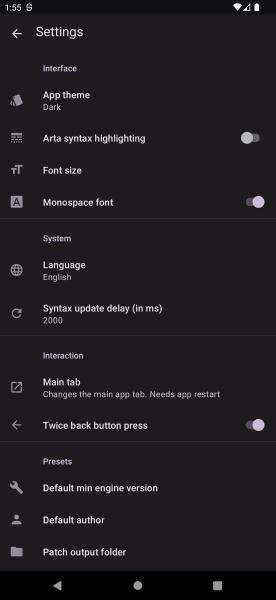 1:55
Settings
Interface
App theme
Dark
Arta syntax highlighting
Font size
Monospace font
System
Language
English
Syntax update delay (in ms)
2000
Interaction
Main tab
Changes the main app tab. Needs app restart
Twice back button press
Presets
Default min engine version
Default author
Patch output folder